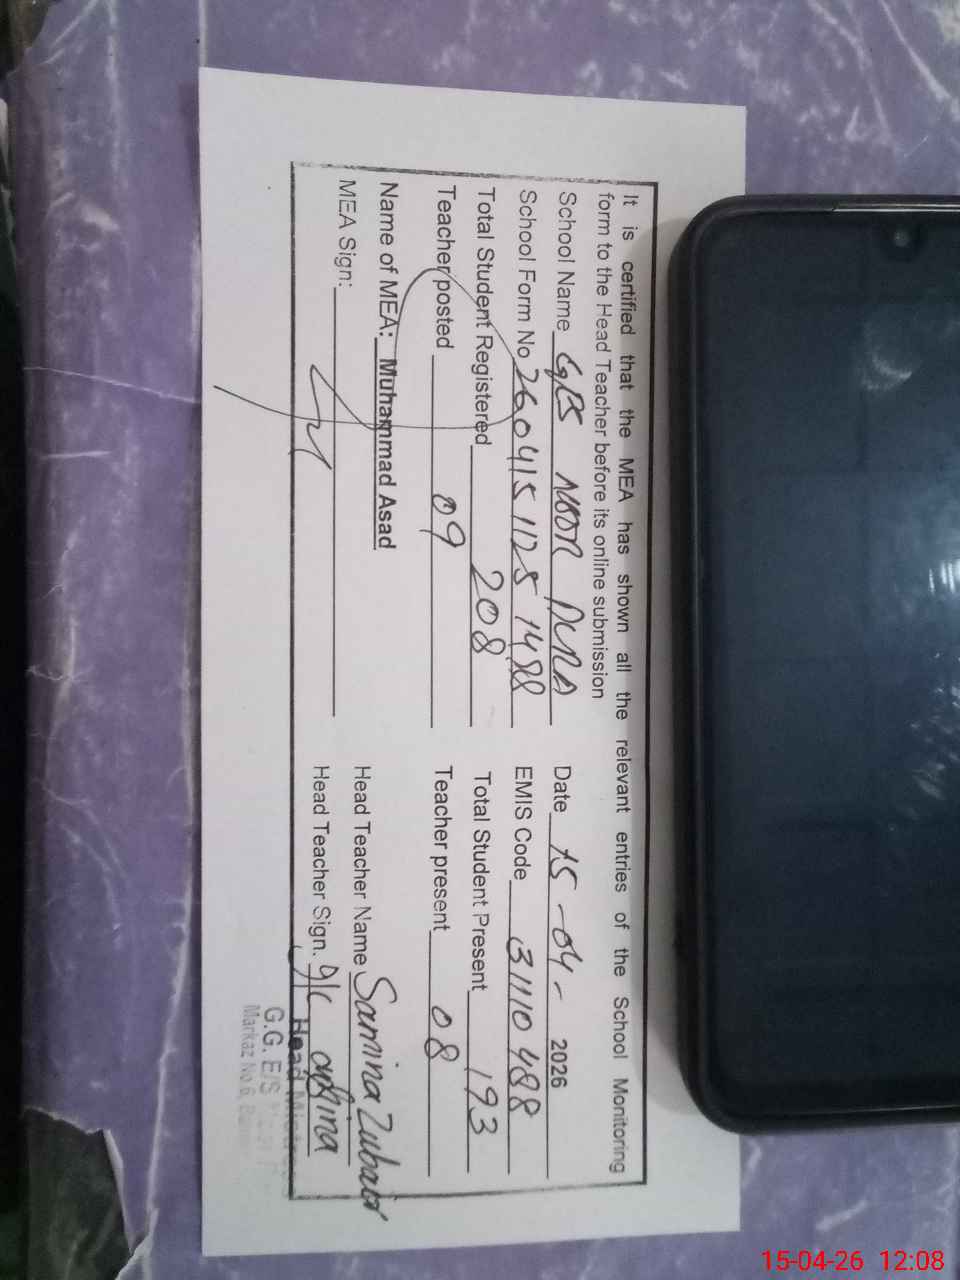 It is certified that the MEA has shown all the relevant entries of the School Monitoring
form to the Head Teacher before its online submission
School Name GES NOOR PURA Date 15-04- 2026
School Form No 2604151125 1488 EMIS Code 31110488
Total Student Registered 208 Total Student Present 193
Teacher posted 09 Teacher present 08
Name of MEA: Muhammad Asad Head Teacher Name Samina Zubair
MEA Sign: Head Teacher Sign.
Head
G.G. E/S
Markaz No.6,
15-04-26 12:08